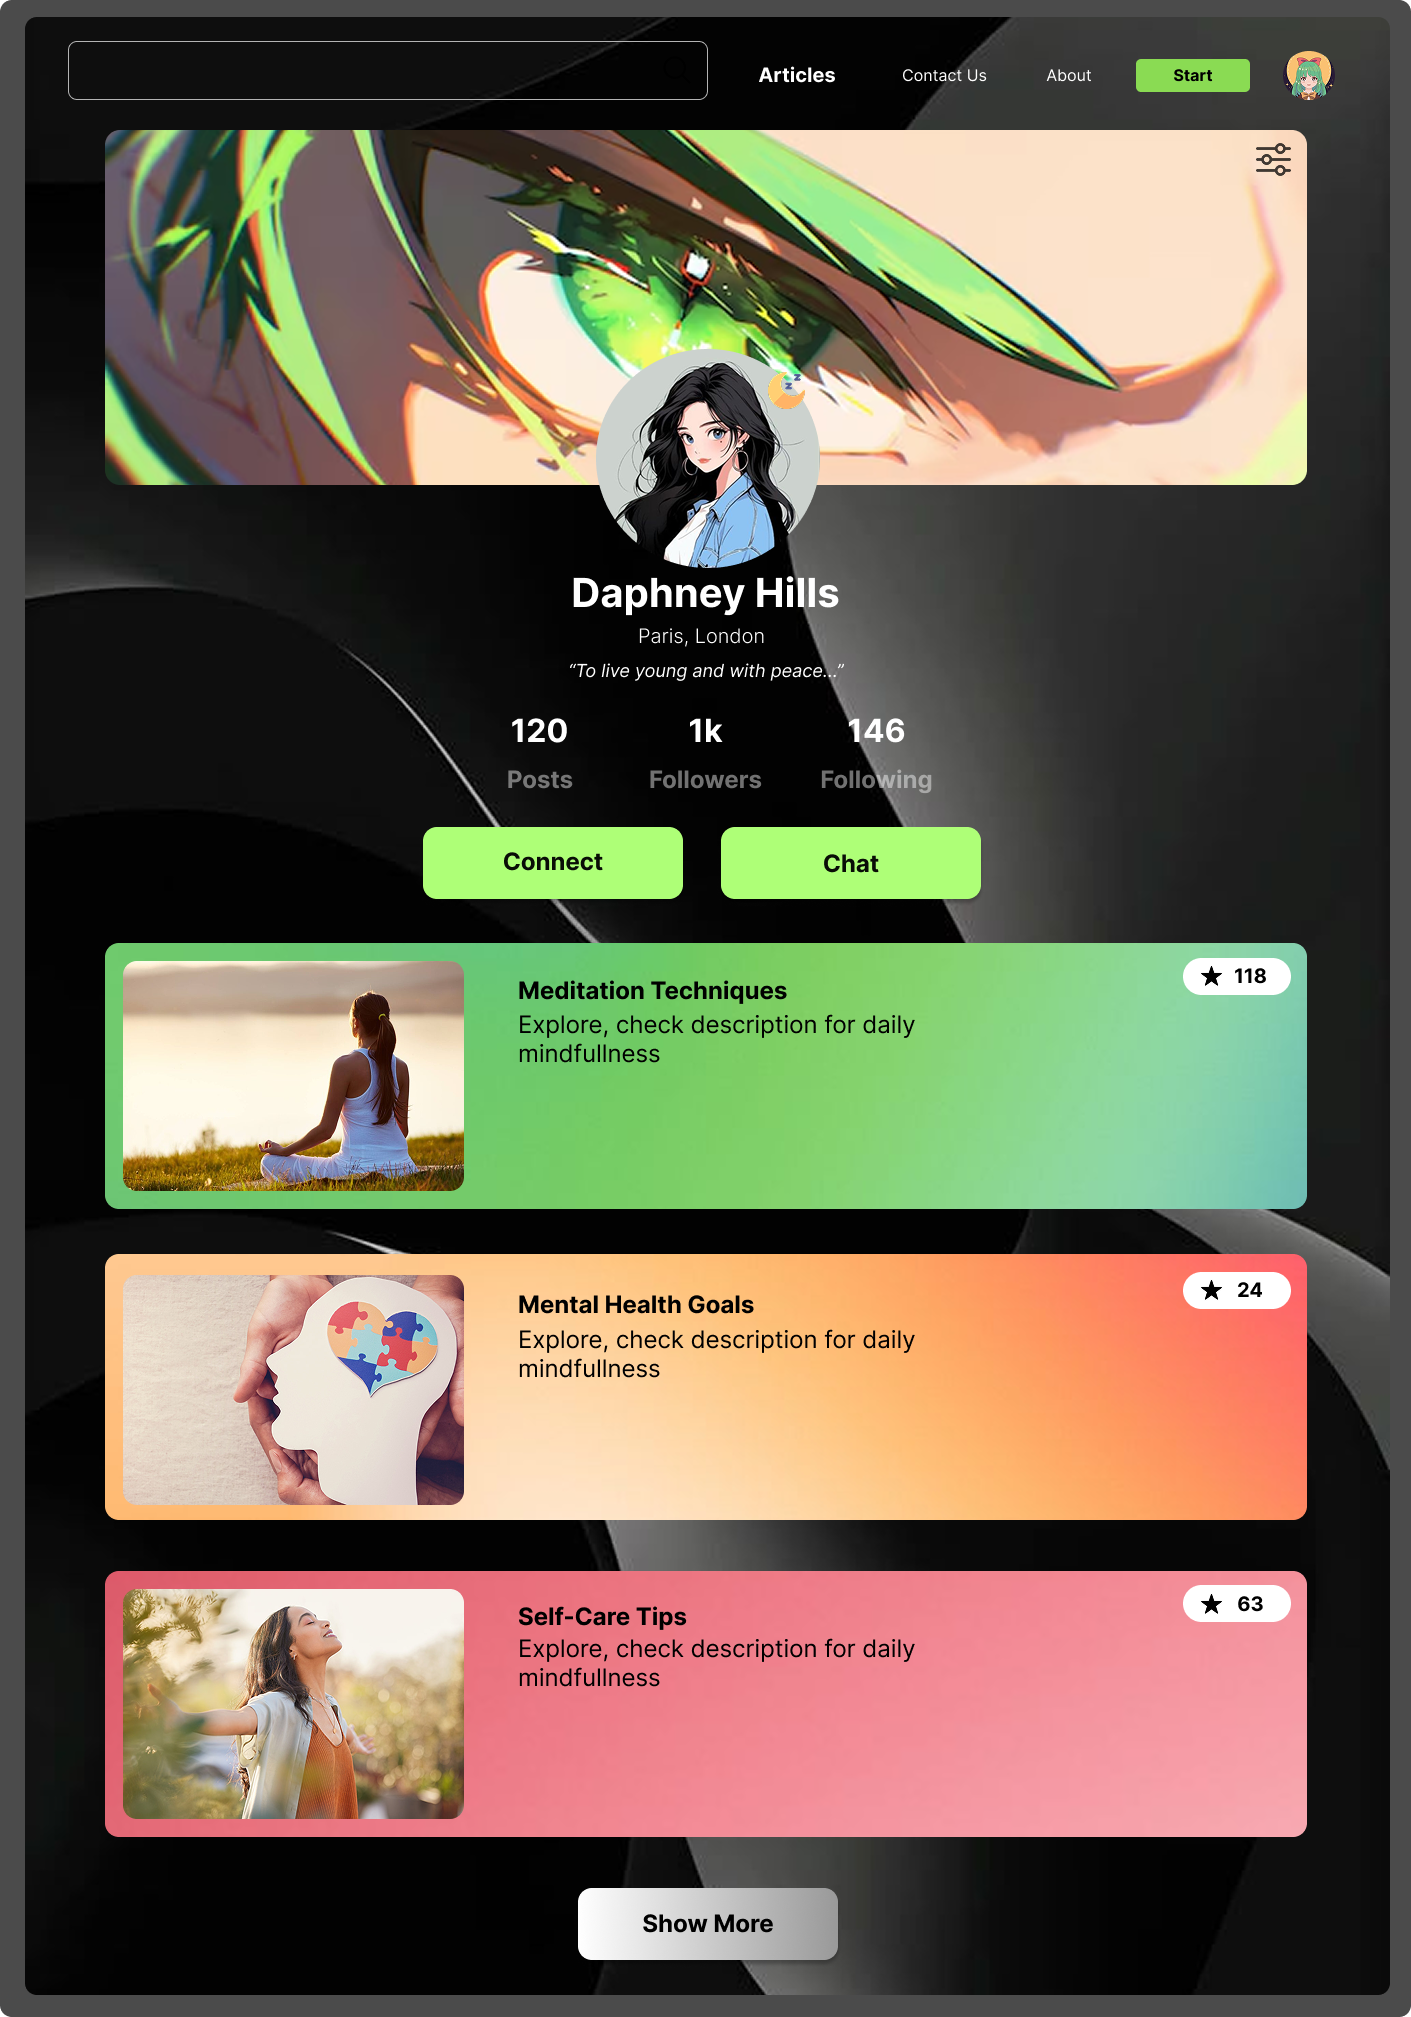 Articles
Contact Us
About
Start
Daphney Hills
Paris, London
“To live young and with peace...”
120
1k
146
Posts
Followers
Following
Connect
Chat
Meditation Techniques
118
Explore, check description for daily
mindfullness
Mental Health Goals
24
Explore, check description for daily
mindfullness
Self-Care Tips
63
Explore, check description for daily
mindfullness
Show More